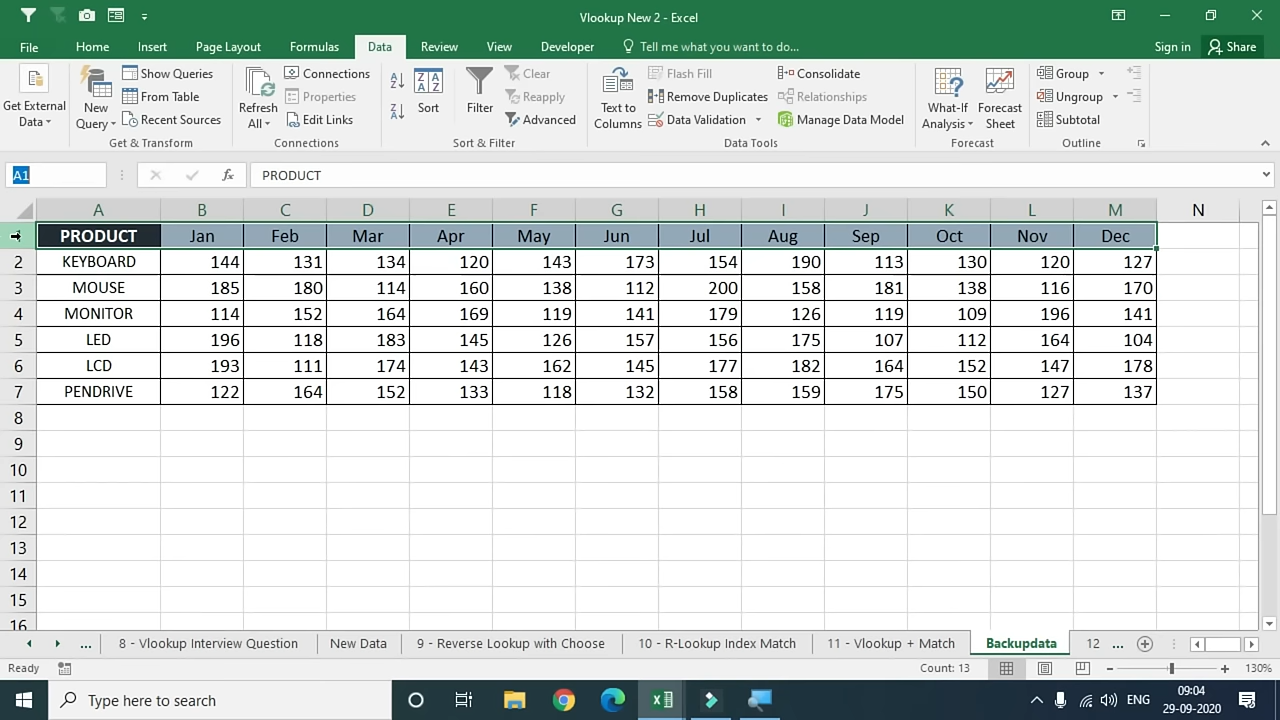 Vlookup New 2 - Excel
File Home Insert Page Layout Formulas Data Review View Developer Tell me what you want to do... Sign in Share
Get External Data
New Query
Show Queries
From Table
Recent Sources
Get & Transform
Refresh All
Connections
Properties
Edit Links
Connections
Sort
Filter
Clear
Reapply
Advanced
Sort & Filter
Text to Columns
Flash Fill
Remove Duplicates
Data Validation
Consolidate
Relationships
Manage Data Model
Data Tools
What-If Analysis
Forecast Sheet
Forecast
Group
Ungroup
Subtotal
Outline
A1 fx PRODUCT
A B C D E F G H I J K L M N
PRODUCT Jan Feb Mar Apr May Jun Jul Aug Sep Oct Nov Dec
2 KEYBOARD 144 131 134 120 143 173 154 190 113 130 120 127
3 MOUSE 185 180 114 160 138 112 200 158 181 138 116 170
4 MONITOR 114 152 164 169 119 141 179 126 119 109 196 141
5 LED 196 118 183 145 126 157 156 175 107 112 164 104
6 LCD 193 111 174 143 162 145 177 182 164 152 147 178
7 PENDRIVE 122 164 152 133 118 132 158 159 175 150 127 137
8
9
10
11
12
13
14
15
16
... 8 - Vlookup Interview Question New Data 9 - Reverse Lookup with Choose 10 - R-Lookup Index Match 11 - Vlookup + Match Backupdata 12 ...
Ready Count: 13 130%
Type here to search ENG 09:04
29-09-2020